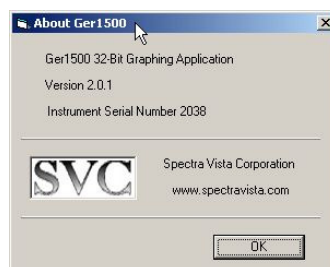 About Ger1500
Ger1500 32-Bit Graphing Application
Version 2.0.1
Instrument Serial Number 2038
SVC
Spectra Vista Corporation
www.spectravista.com
OK